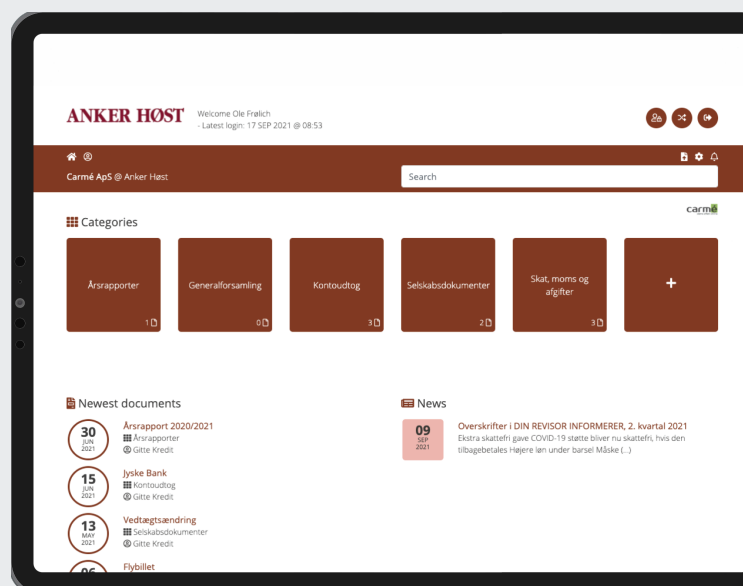 ANKER HØST
Welcome Ole Frølich
- Latest login: 17 SEP 2021 @ 08:53
Carmé ApS @ Anker Høst
Search
carmé
Categories
Årsrapporter
1
Generalforsamling
0
Kontoudtog
3
Selskabsdokumenter
2
Skat, moms og
afgifter
3
+
Newest documents
30
JUN
2021
Årsrapport 2020/2021
Årsrapporter
Gitte Kredit
15
JUN
2021
Jyske Bank
Kontoudtog
Gitte Kredit
13
MAY
2021
Vedtægtsændring
Selskabsdokumenter
Gitte Kredit
06
Flybillet
News
09
SEP
2021
Overskrifter i DIN REVISOR INFORMERER, 2. kvartal 2021
Ekstra skattefri gave COVID-19 støtte bliver nu skattefri, hvis den
tilbagebetales Højere løn under barsel Måske (...)